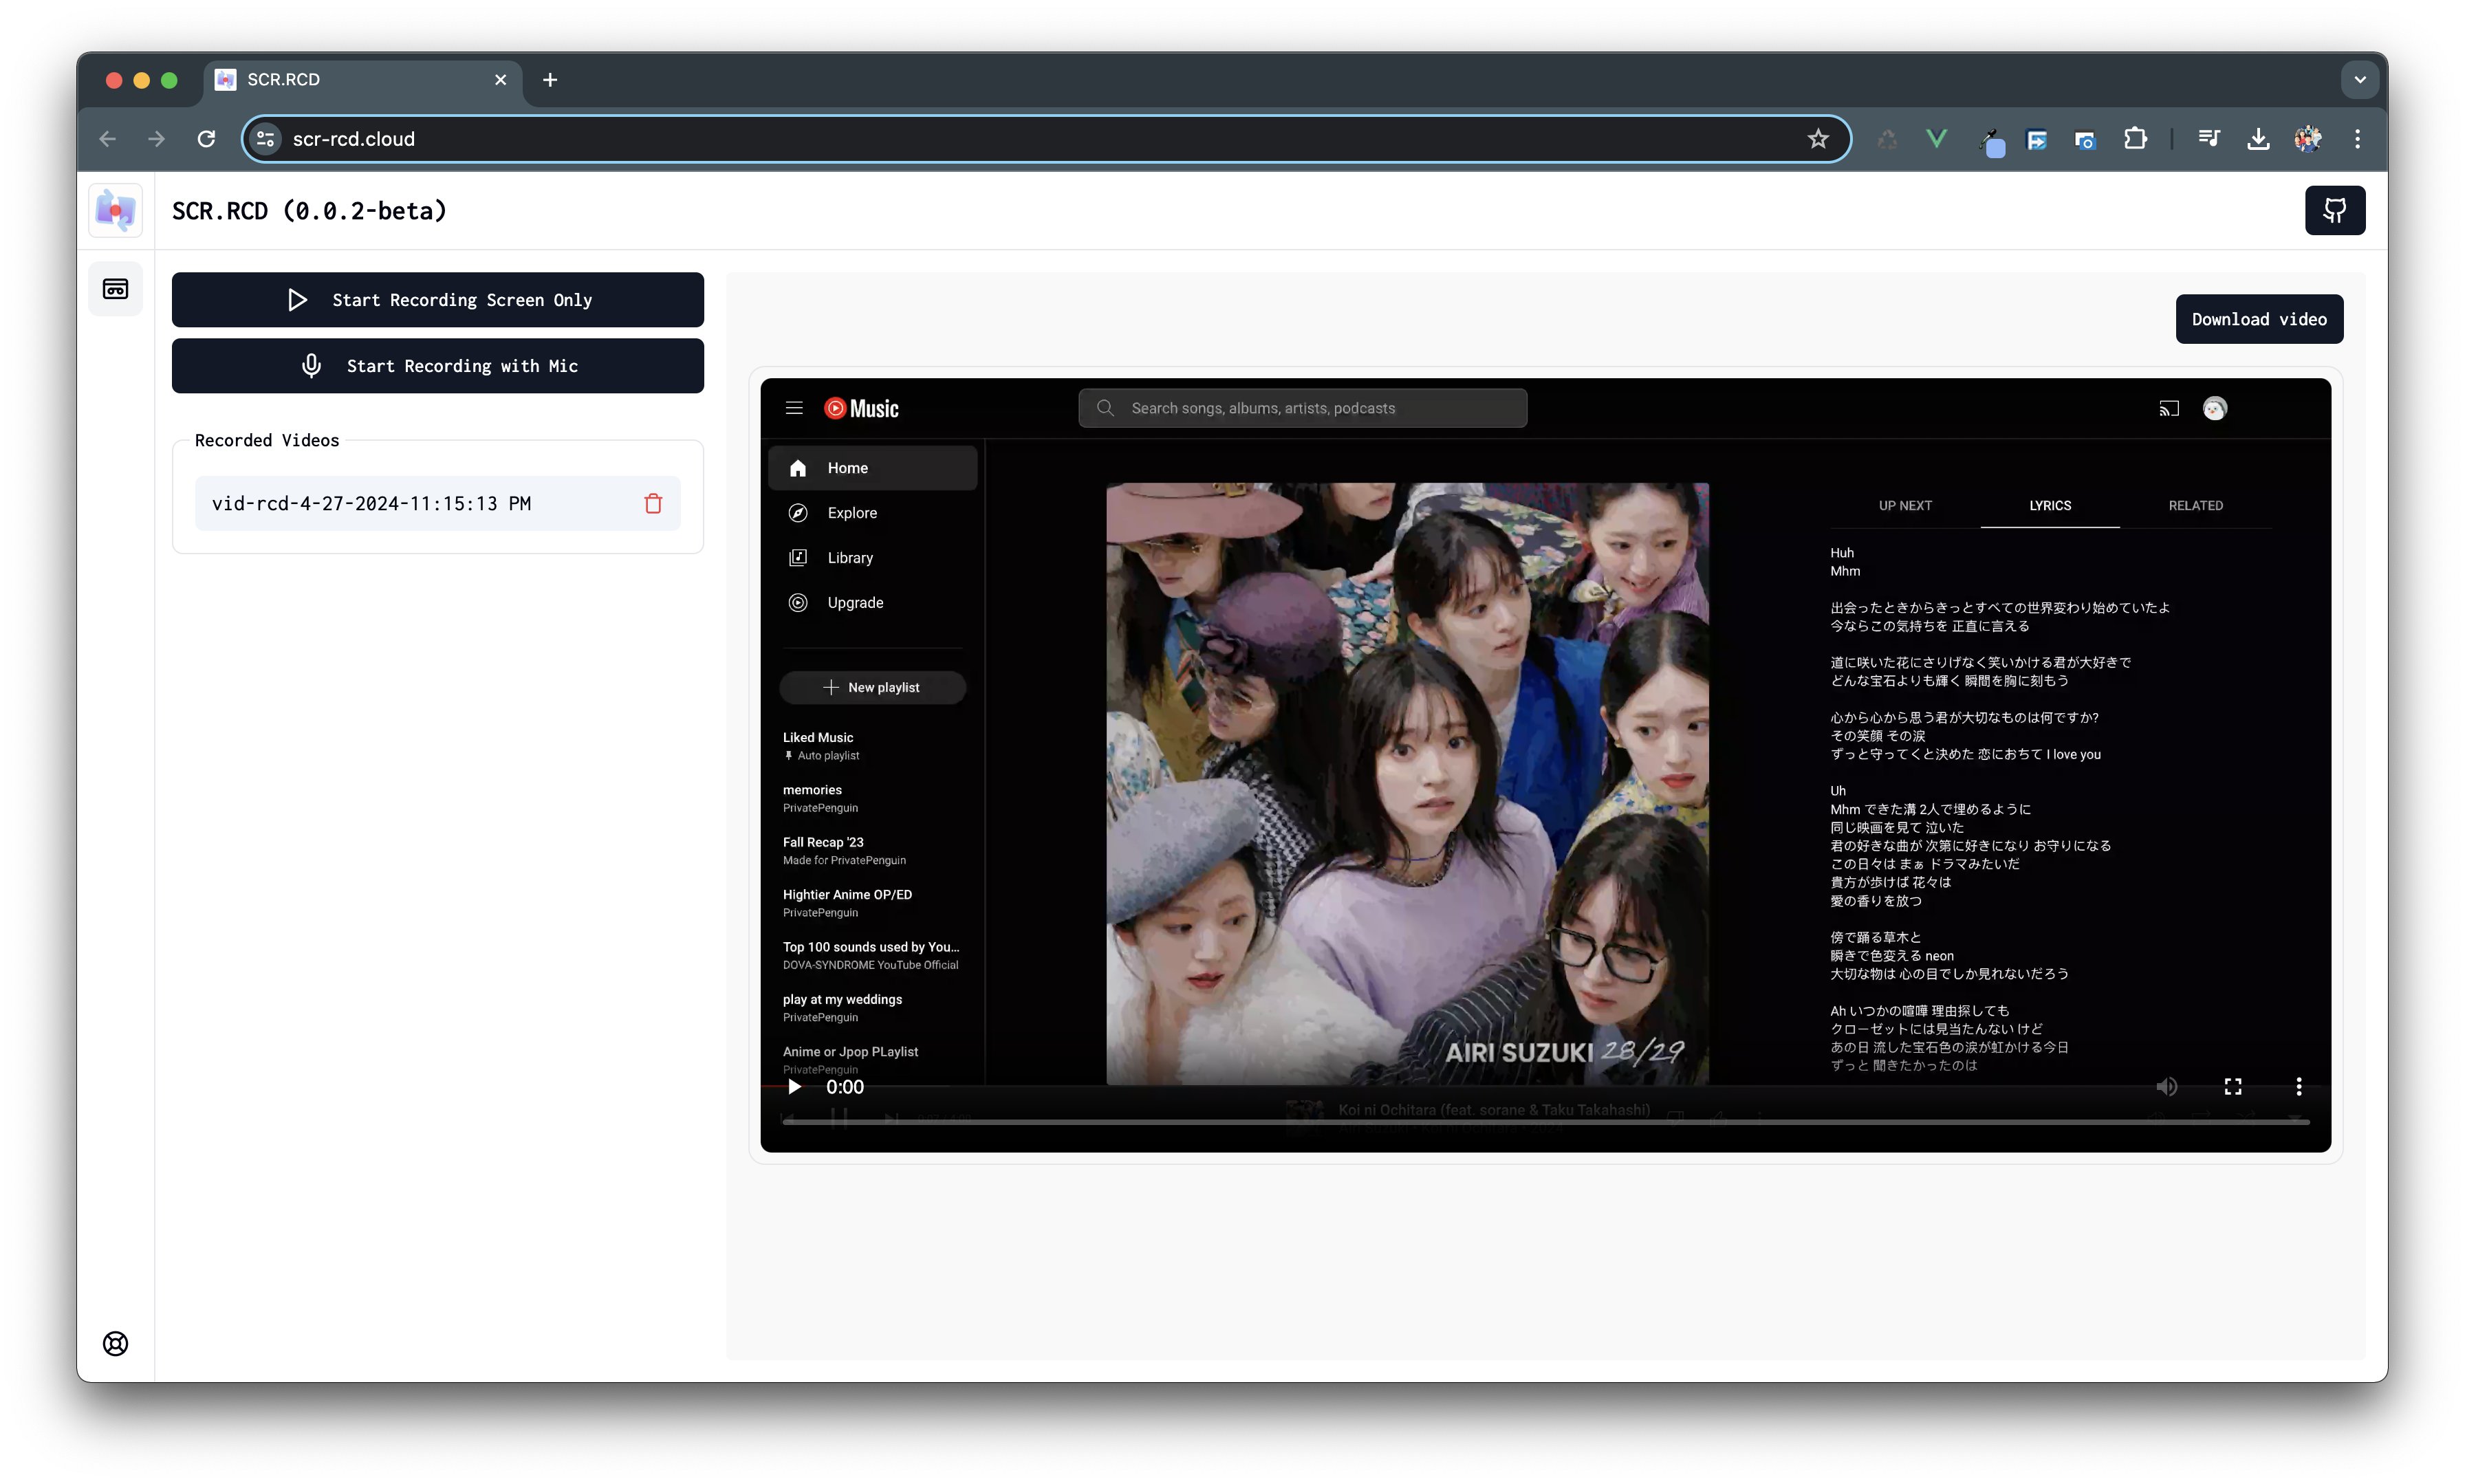 SCR.RCD
scr-rcd.cloud
SCR.RCD (0.0.2-beta)
Start Recording Screen Only
Start Recording with Mic
Recorded Videos
vid-rcd-4-27-2024-11:15:13 PM
Download video
Music
Search songs, albums, artists, podcasts
Home
Explore
Library
Upgrade
New playlist
Liked Music
Auto playlist
memories
PrivatePenguin
Fall Recap '23
Made for PrivatePenguin
Hightier Anime OP/ED
PrivatePenguin
Top 100 sounds used by You...
DOVA-SYNDROME YouTube Official
play at my weddings
PrivatePenguin
Anime or Jpop PLaylist
PrivatePenguin
AIRI SUZUKI 28/29
UP NEXT
LYRICS
RELATED
Huh
Mhm
出会ったときからきっとすべての世界変わり始めていたよ
今ならこの気持ちを 正直に言える
道に咲いた花にさりげなく笑いかける君が大好きで
どんな宝石よりも輝く 瞬間を胸に刻もう
心から心から思う君が大切なものは何ですか?
その笑顔 その涙
ずっと守ってくと決めた 恋におちて I love you
Uh
Mhm できた溝 2人で埋めるように
同じ映画を見て 泣いた
君の好きな曲が 次第に好きになり お守りになる
この日々は まぁ ドラマみたいだ
貴方が歩けば 花々は
愛の香りを放つ
傍で踊る草木と
瞬きで色変える neon
大切な物は 心の目でしか見れないだろう
Ah いつかの喧嘩 理由探しても
クローゼットには見当たんない けど
あの日 流した宝石色の涙が虹かける今日
ずっと 聞きたかったのは
0:00
Koi ni Ochitara (feat. sorane & Taku Takahashi)